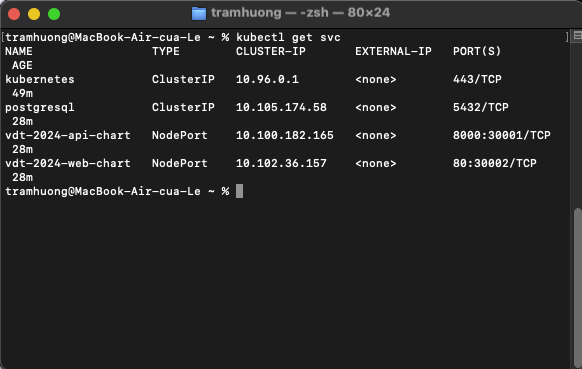 tramhuong — -zsh — 80×24
[tramhuong@MacBook-Air-cua-Le ~ % kubectl get svc ]
NAME TYPE CLUSTER-IP EXTERNAL-IP PORT(S)
AGE
kubernetes ClusterIP 10.96.0.1 <none> 443/TCP
49m
postgresql ClusterIP 10.105.174.58 <none> 5432/TCP
28m
vdt-2024-api-chart NodePort 10.100.182.165 <none> 8000:30001/TCP
28m
vdt-2024-web-chart NodePort 10.102.36.157 <none> 80:30002/TCP
28m
tramhuong@MacBook-Air-cua-Le ~ %